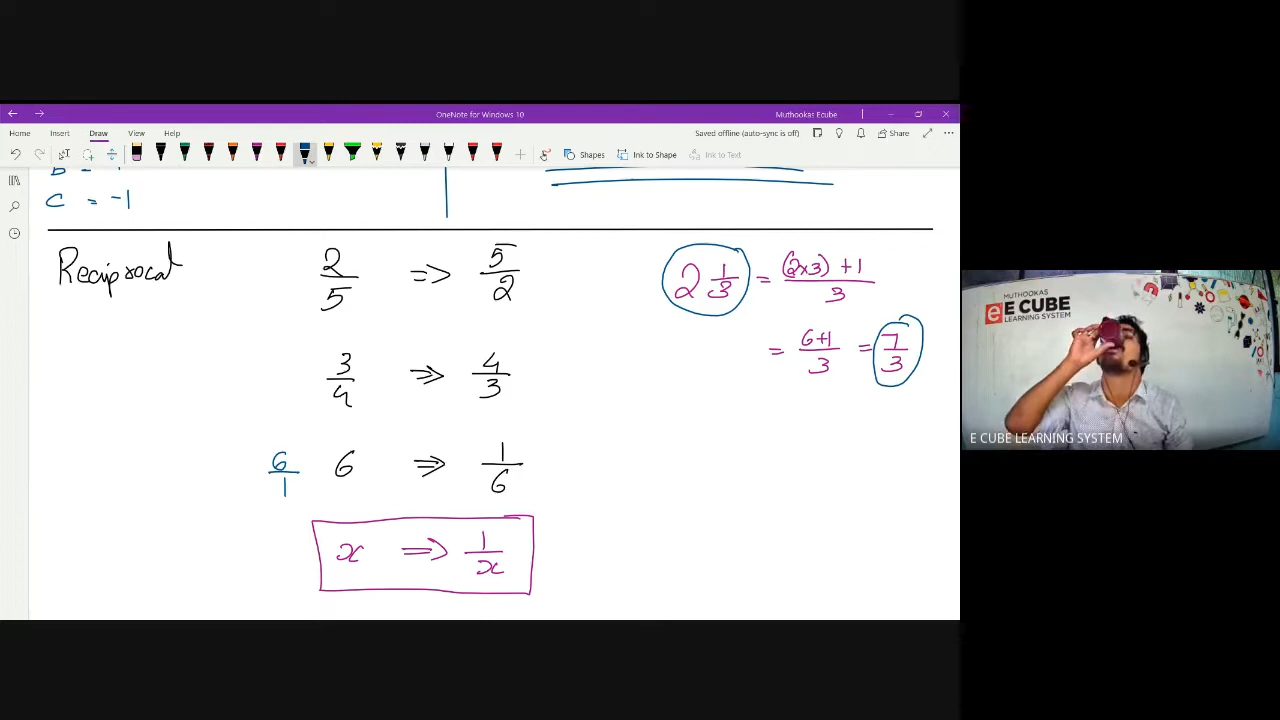 OneNote for Windows 10
Muthookas Ecube
Home Insert Draw View Help
Saved offline (auto-sync is off)
Share
Shapes
Ink to Shape
Ink to Text
c = -1
Reciprocal
2/5 => 5/2
3/4 => 4/3
6/1 6 => 1/6
x => 1/x
2 1/3 = ((2x3) + 1)/3
= (6+1)/3 = 7/3
MUTHOOKAS
e E CUBE
LEARNING SYSTEM
E CUBE LEARNING SYSTEM